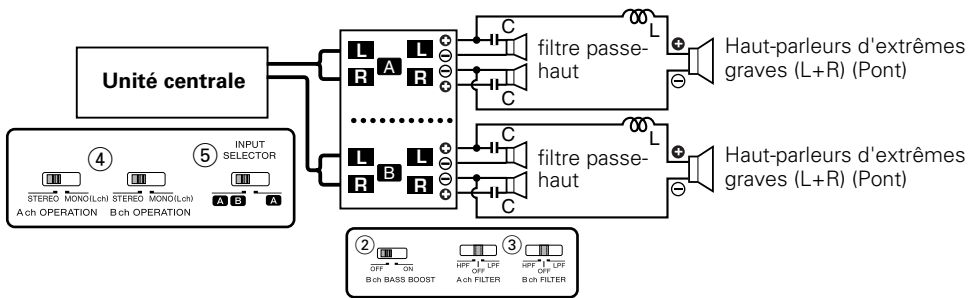 Unité centrale
L L
A
R R
L L
B
R R
C
C
filtre passe-
haut
L
Haut-parleurs d'extrêmes
graves (L+R) (Pont)
C
C
filtre passe-
haut
L
Haut-parleurs d'extrêmes
graves (L+R) (Pont)
④
STEREO MONO(Lch)
A ch OPERATION
STEREO MONO(Lch)
B ch OPERATION
⑤ INPUT
SELECTOR
A B A
②
OFF ON
B ch BASS BOOST
③
HPF LPF
OFF
A ch FILTER
HPF LPF
OFF
B ch FILTER